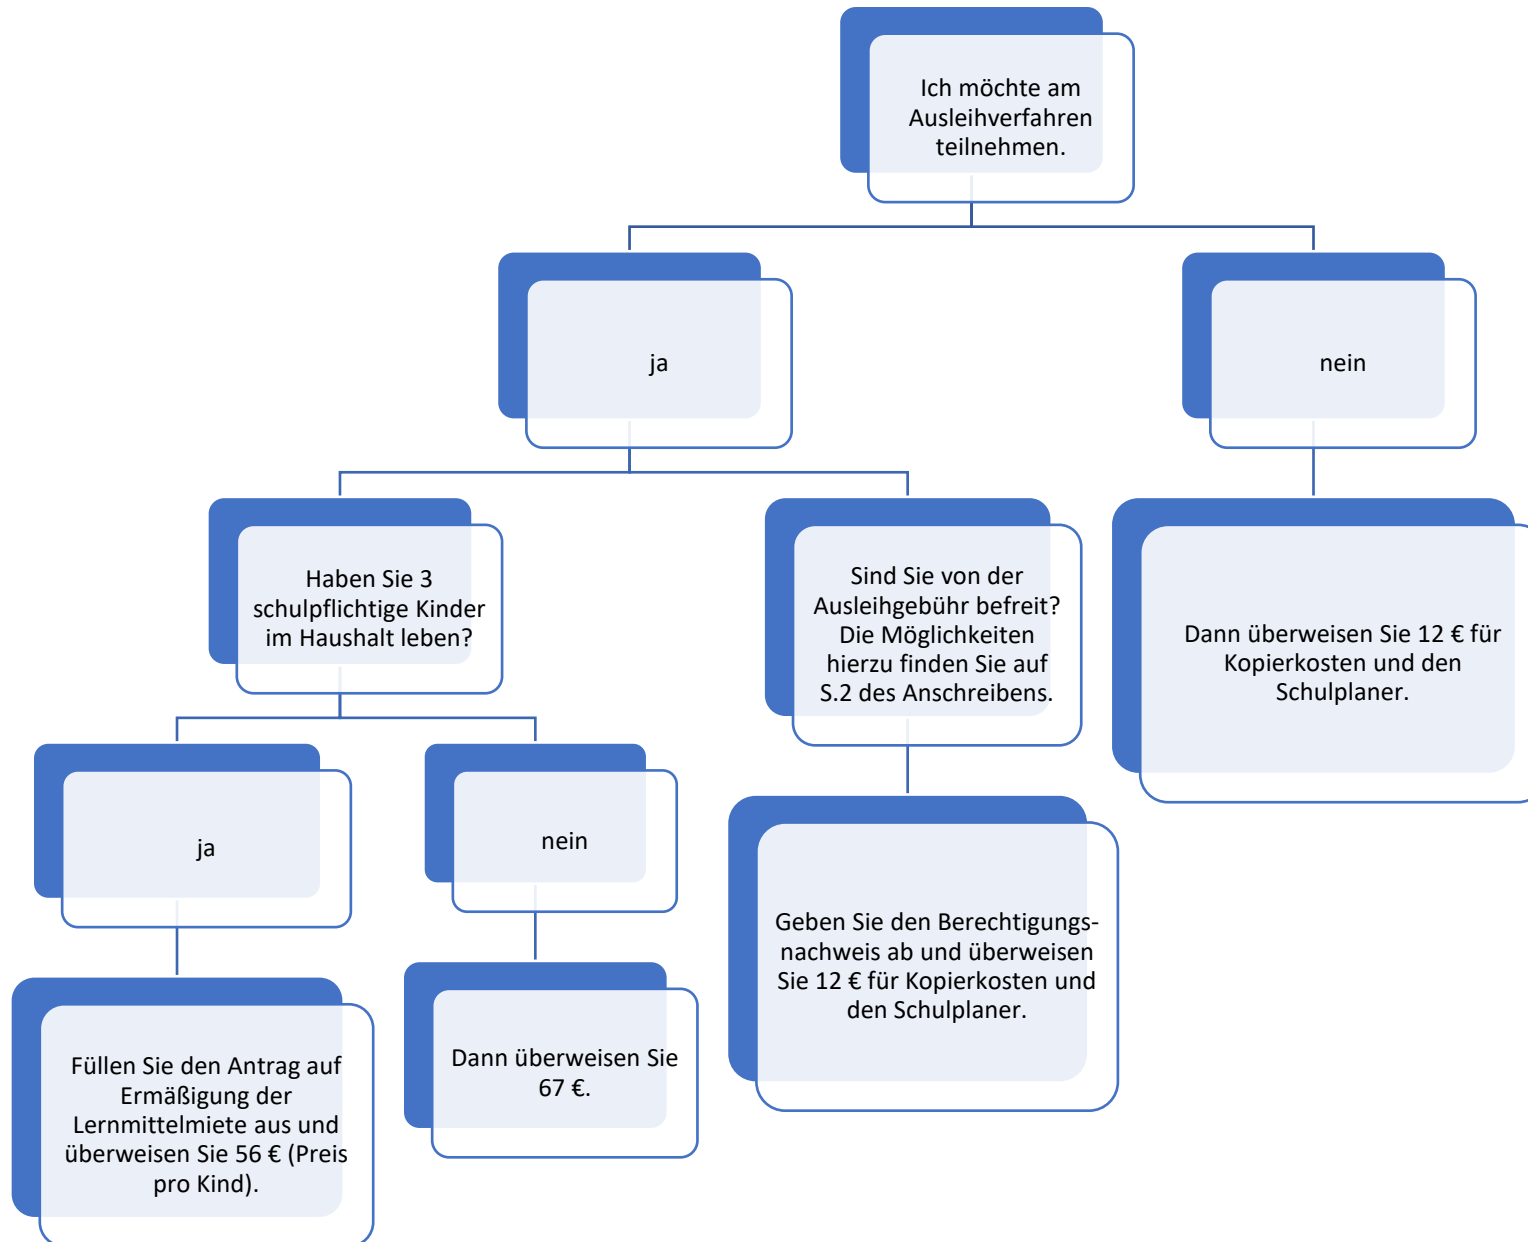 Ich möchte am
Ausleihverfahren
teilnehmen.
ja
nein
Haben Sie 3
schulpflichtige Kinder
im Haushalt leben?
Sind Sie von der
Ausleihgebühr befreit?
Die Möglichkeiten
hierzu finden Sie auf
S.2 des Anschreibens.
Dann überweisen Sie 12 € für
Kopierkosten und den
Schulplaner.
ja
nein
Geben Sie den Berechtigungs-
nachweis ab und überweisen
Sie 12 € für Kopierkosten und
den Schulplaner.
Füllen Sie den Antrag auf
Ermäßigung der
Lernmittelmiete aus und
überweisen Sie 56 € (Preis
pro Kind).
Dann überweisen Sie
67 €.